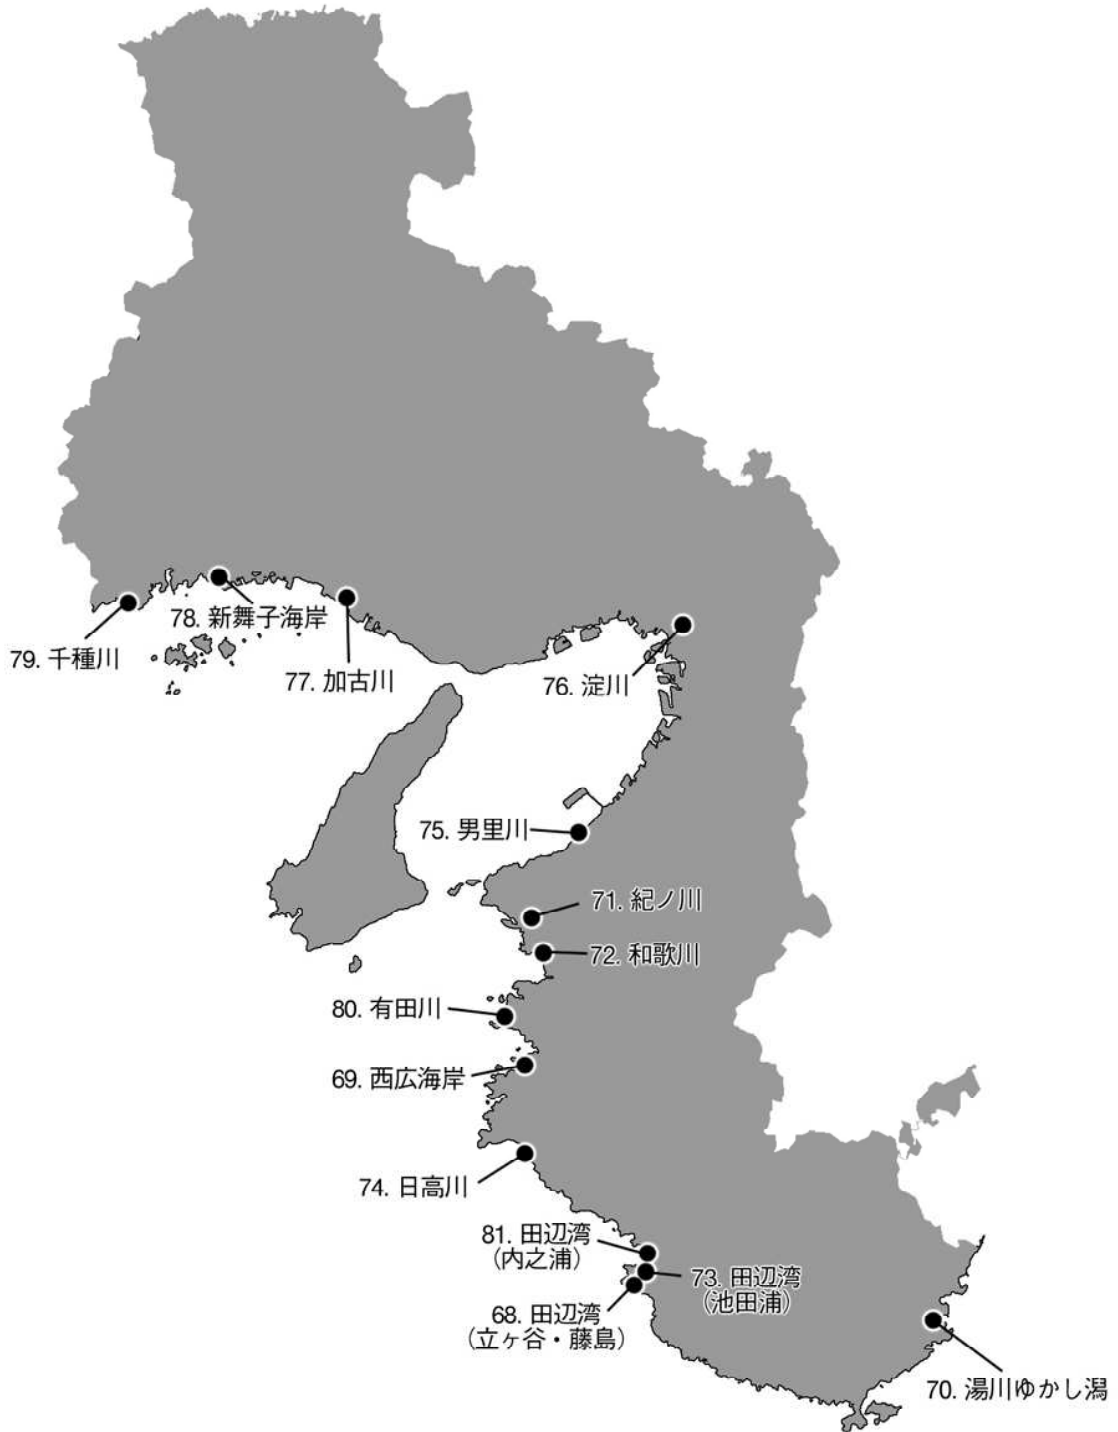 78. 新舞子海岸
79. 千種川
77. 加古川
76. 淀川
75. 男里川
71. 紀ノ川
72. 和歌川
80. 有田川
69. 西広海岸
74. 日高川
81. 田辺湾
(内之浦)
73. 田辺湾
(池田浦)
68. 田辺湾
(立ヶ谷・藤島)
70. 湯川ゆかし潟